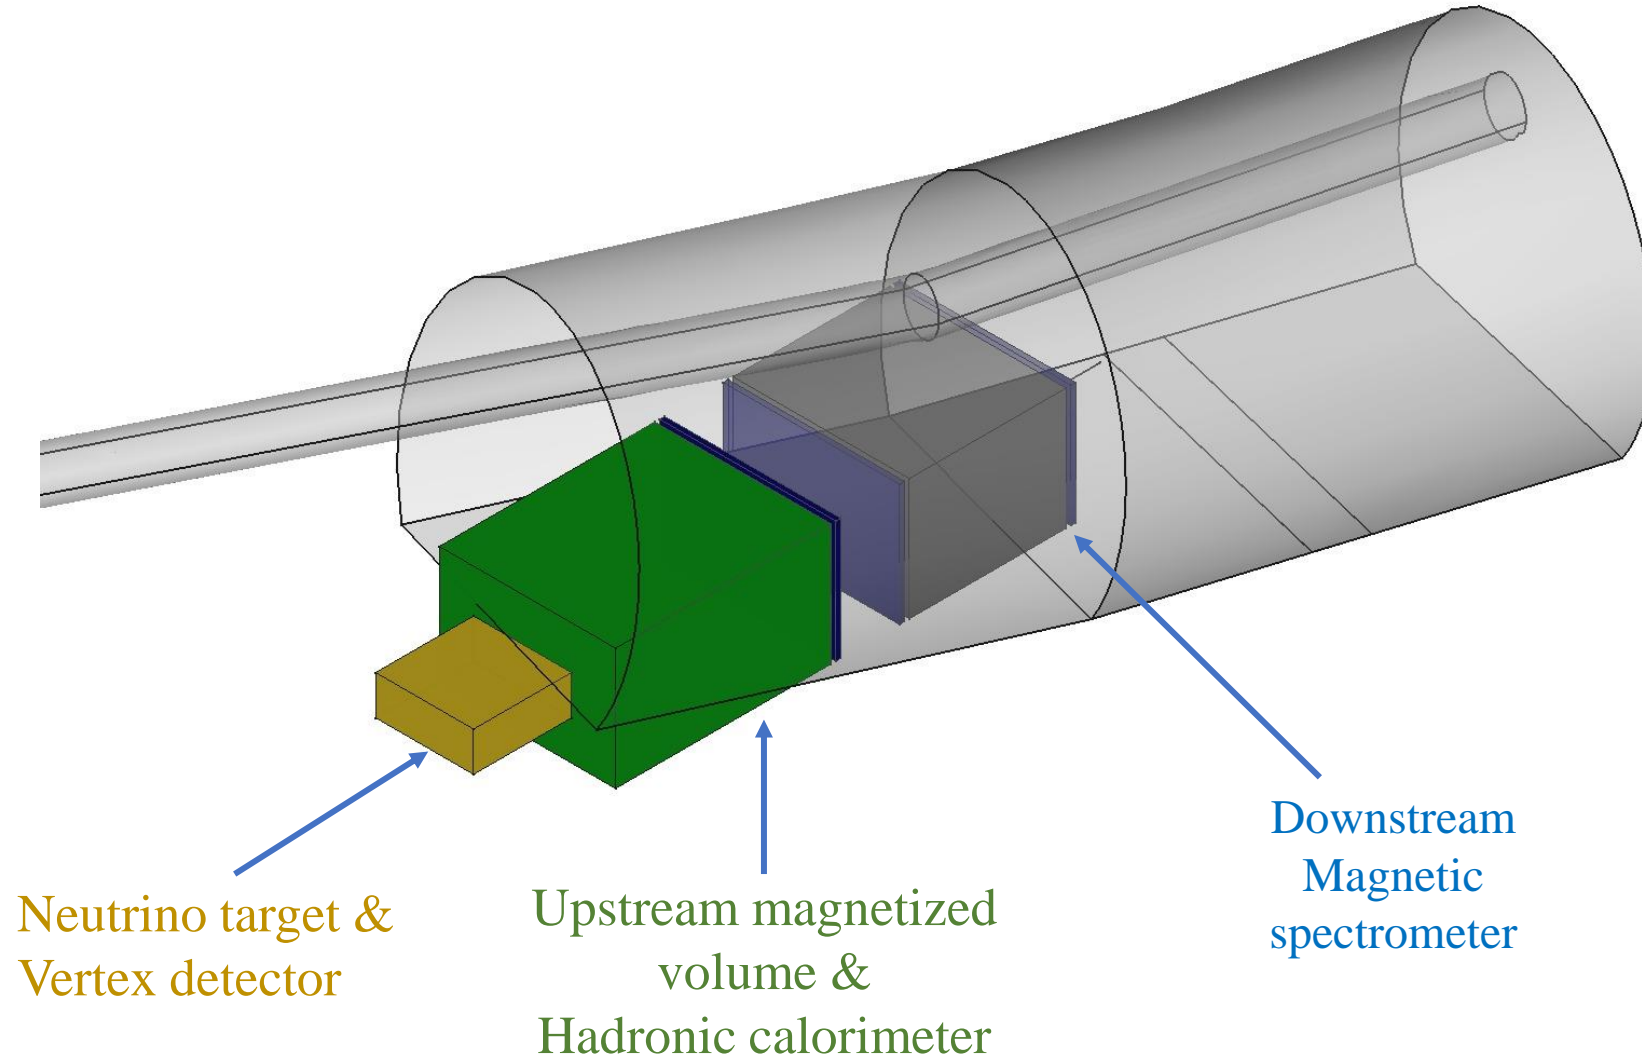 Neutrino target &
Vertex detector
Upstream magnetized
volume &
Hadronic calorimeter
Downstream
Magnetic
spectrometer